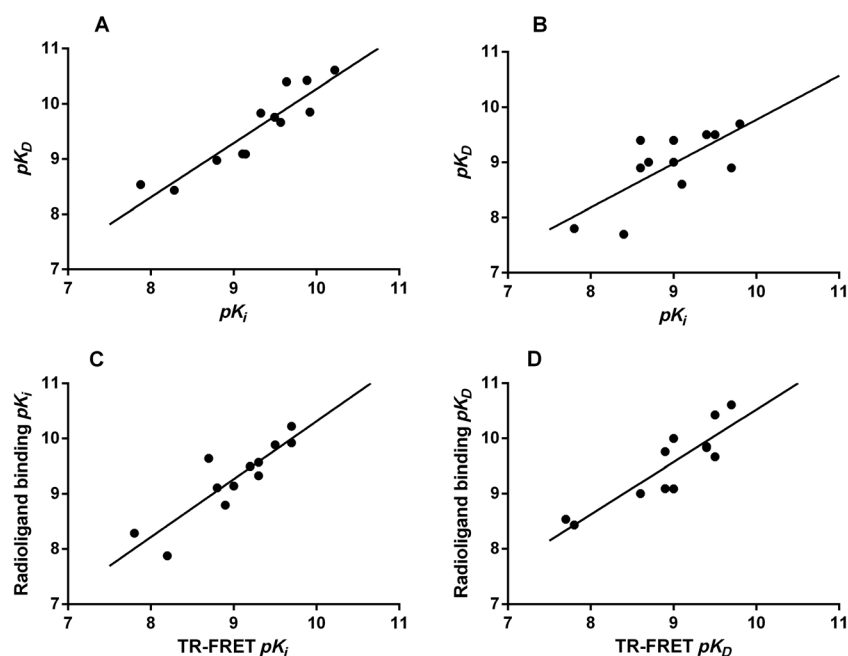 A
11
10
9
8
7
pKD
7 8 9 10 11
pKi
B
11
10
9
8
7
pKD
7 8 9 10 11
pKi
C
11
10
9
8
7
Radioligand binding pKi
7 8 9 10 11
TR-FRET pKi
D
11
10
9
8
7
Radioligand binding pKD
7 8 9 10 11
TR-FRET pKD